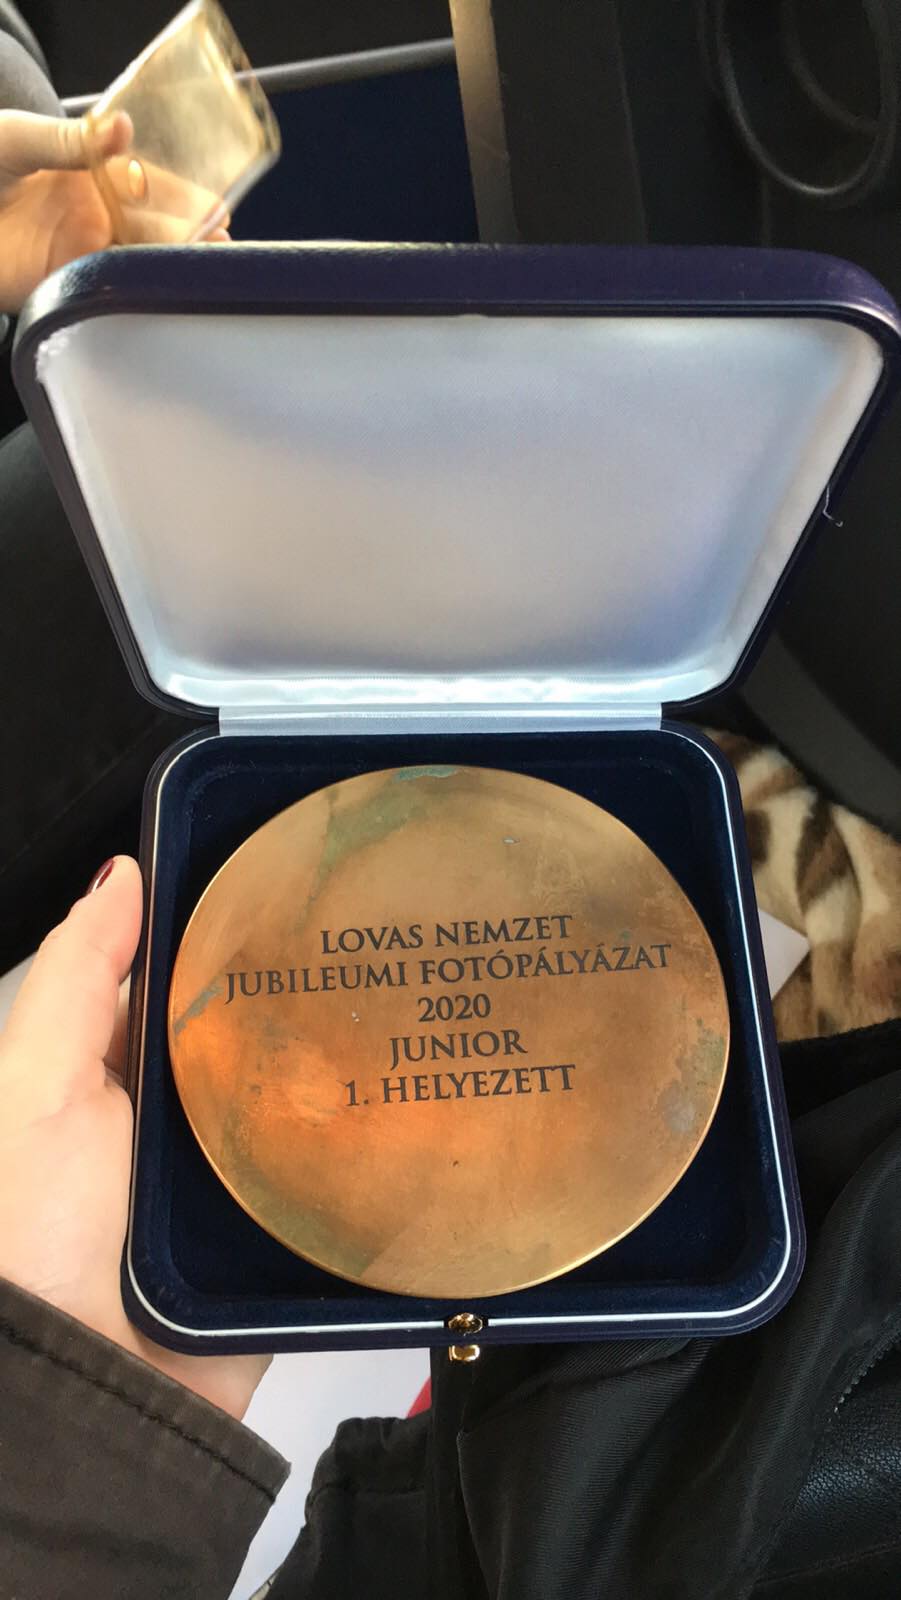 LOVAS NEMZET
JUBILEUMI FOTÓPÁLYÁZAT
2020
JUNIOR
1. HELYEZETT